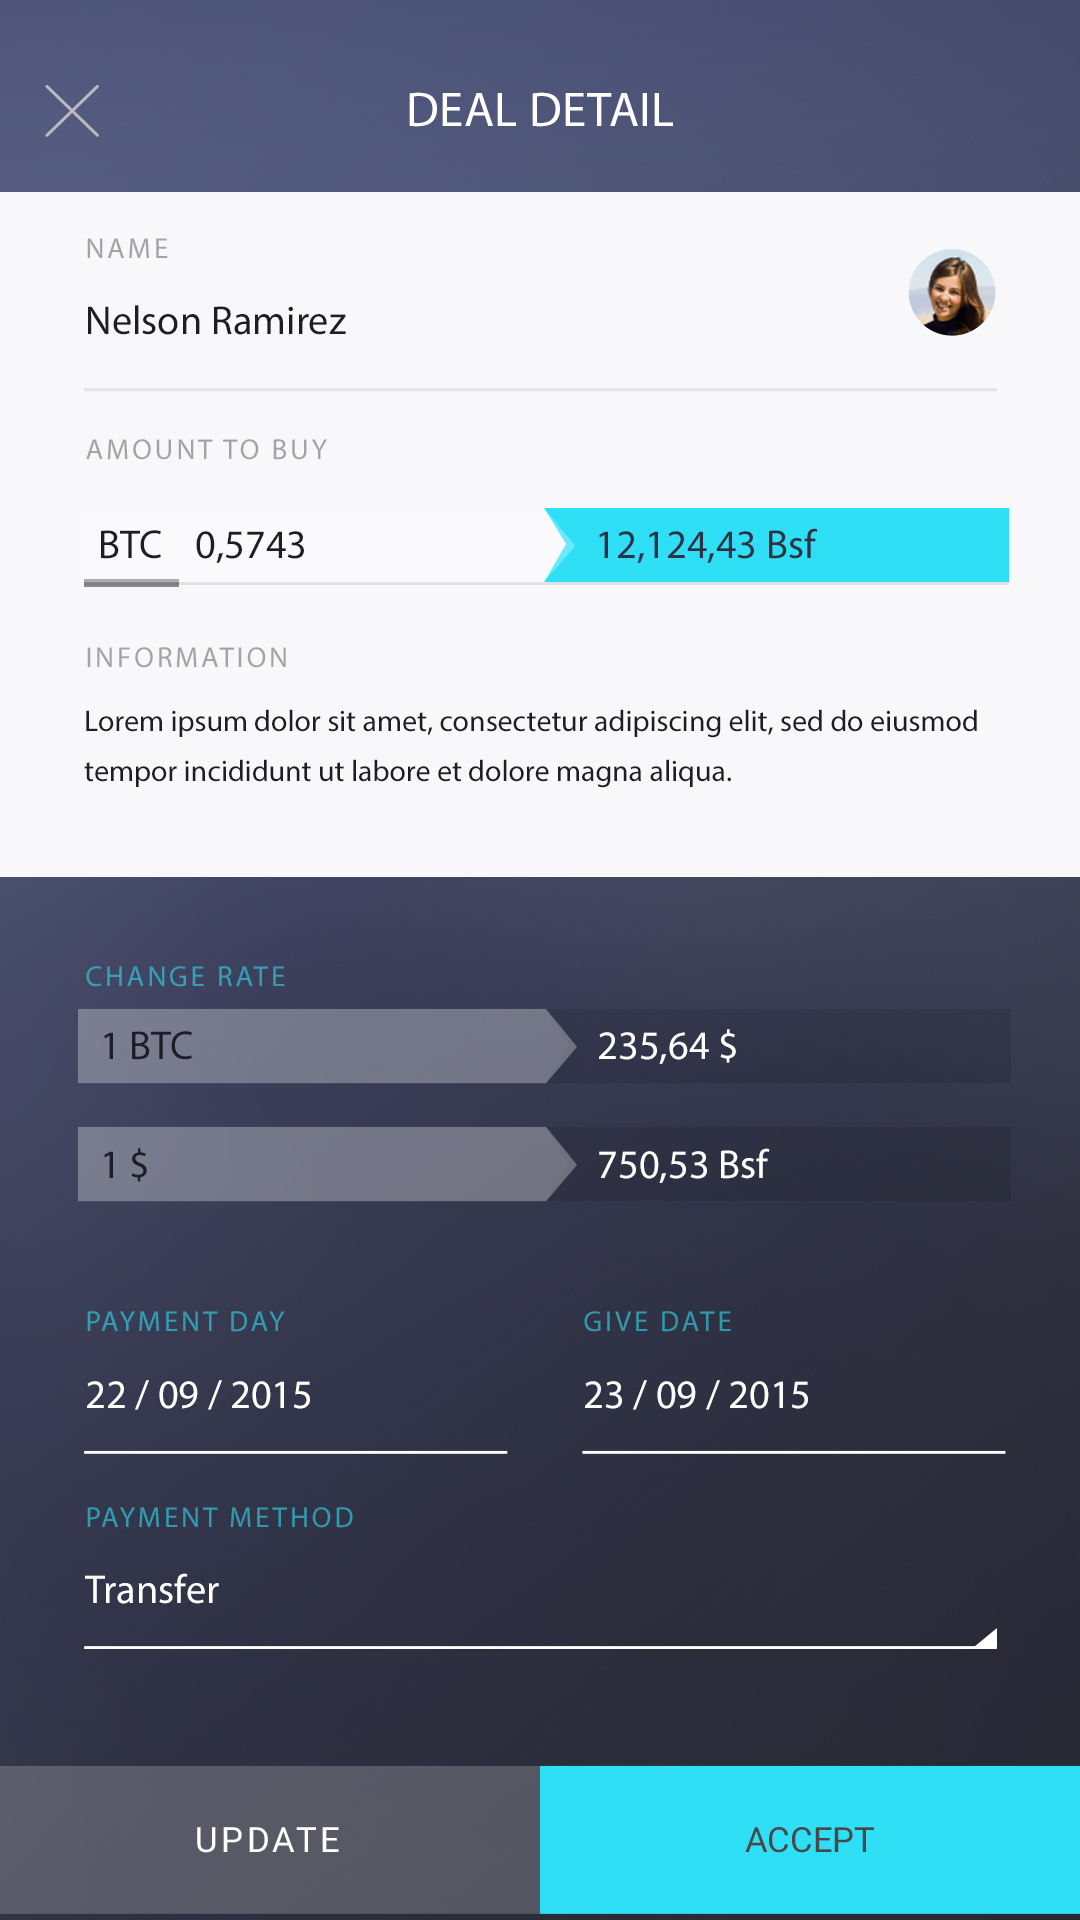 DEAL DETAIL
NAME
Nelson Ramirez
AMOUNT TO BUY
BTC 0,5743 12,124,43 Bsf
INFORMATION
Lorem ipsum dolor sit amet, consectetur adipiscing elit, sed do eiusmod
tempor incididunt ut labore et dolore magna aliqua.
CHANGE RATE
1 BTC 235,64 $
1 $ 750,53 Bsf
PAYMENT DAY GIVE DATE
22 / 09 / 2015 23 / 09 / 2015
PAYMENT METHOD
Transfer
UPDATE ACCEPT